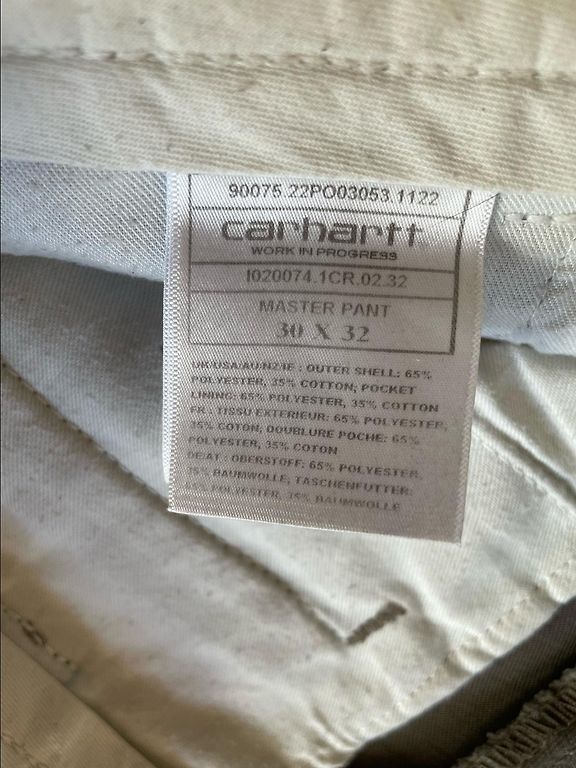 90075.22PO03053.1122
carhartt
WORK IN PROGRESS
I020074.1CR.02.32
MASTER PANT
30 X 32
UK/USA/AU/NZ/IE : OUTER SHELL: 65%
POLYESTER, 35% COTTON; POCKET
LINING: 65% POLYESTER, 35% COTTON
FR : TISSU EXTERIEUR: 65% POLYESTER,
35% COTON; DOUBLURE POCHE: 65%
POLYESTER, 35% COTON
DE/AT : OBERSTOFF: 65% POLYESTER,
35% BAUMWOLLE; TASCHENFUTTER:
65% POLYESTER, 35% BAUMWOLLE